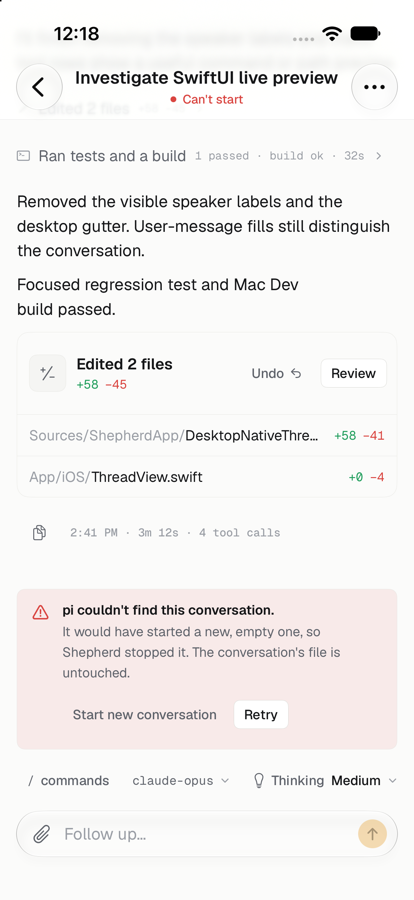 12:18
Investigate SwiftUI live preview
Can't start
Edited 2 files
Ran tests and a build 1 passed · build ok · 32s
Removed the visible speaker labels and the
desktop gutter. User-message fills still distinguish
the conversation.
Focused regression test and Mac Dev
build passed.
Edited 2 files
+58 −45
Undo
Review
Sources/ShepherdApp/DesktopNativeThre... +58 −41
App/iOS/ThreadView.swift +0 −4
2:41 PM · 3m 12s · 4 tool calls
pi couldn't find this conversation.
It would have started a new, empty one, so
Shepherd stopped it. The conversation's file is
untouched.
Start new conversation Retry
/ commands claude-opus Thinking Medium
Follow up...